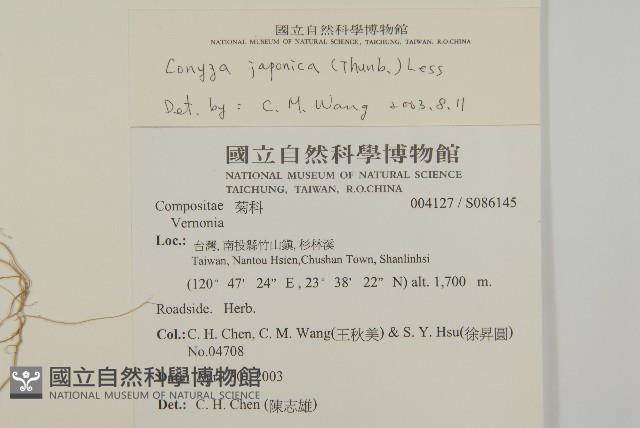 國立自然科學博物館
NATIONAL MUSEUM OF NATURAL SCIENCE, TAICHUNG, TAIWAN, R.O.CHINA
Conyza japonica (Thunb.) Less
Det. by : C. M. Wang 2003.8.11
國立自然科學博物館
NATIONAL MUSEUM OF NATURAL SCIENCE
TAICHUNG, TAIWAN, R.O.CHINA
Compositae 菊科 004127 / S086145
Vernonia
Loc.: 台灣, 南投縣竹山鎮, 杉林溪
Taiwan, Nantou Hsien,Chushan Town, Shanlinhsi
(120° 47' 24" E , 23° 38' 22" N) alt. 1,700 m.
Roadside. Herb.
Col.: C. H. Chen, C. M. Wang(王秋美) & S. Y. Hsu(徐昇圓)
No.04708
2003
Det.: C. H. Chen (陳志雄)
國立自然科學博物館
NATIONAL MUSEUM OF NATURAL SCIENCE